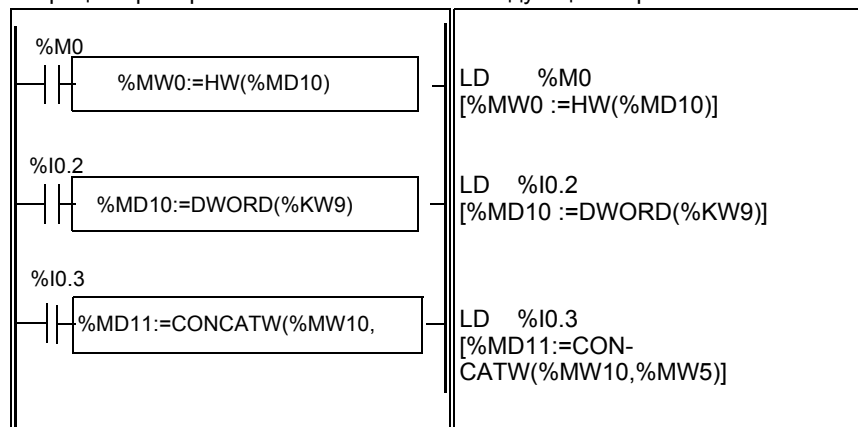 %M0
%MW0:=HW(%MD10)
LD %M0
[%MW0 :=HW(%MD10)]
%I0.2
%MD10:=DWORD(%KW9)
LD %I0.2
[%MD10 :=DWORD(%KW9)]
%I0.3
%MD11:=CONCATW(%MW10,
LD %I0.3
[%MD11:=CON-
CATW(%MW10,%MW5)]